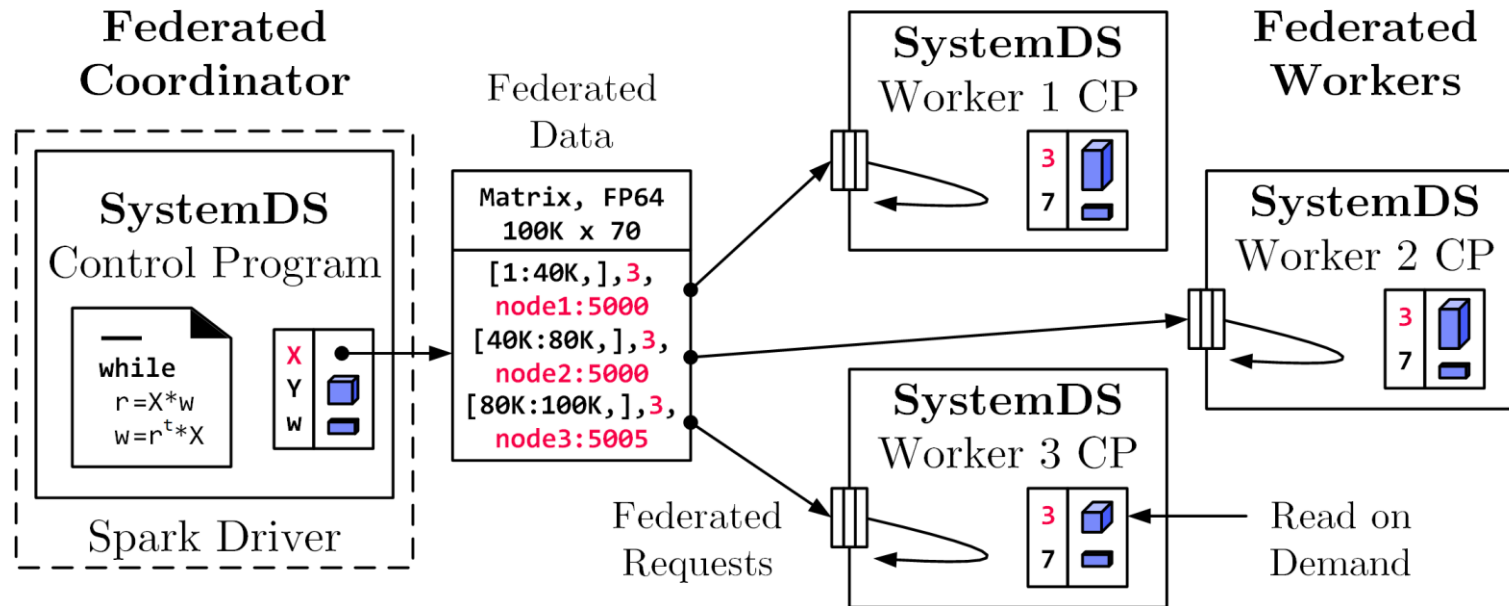 Federated
Coordinator
SystemDS
Control Program
while
r=X*w
w=r^t*X
X
Y
w
Spark Driver
Federated
Data
Matrix, FP64
100K x 70
[1:40K,],3,
node1:5000
[40K:80K,],3,
node2:5000
[80K:100K,],3,
node3:5005
Federated
Requests
SystemDS
Worker 1 CP
3
7
Federated
Workers
SystemDS
Worker 2 CP
3
7
SystemDS
Worker 3 CP
3
7
Read on
Demand